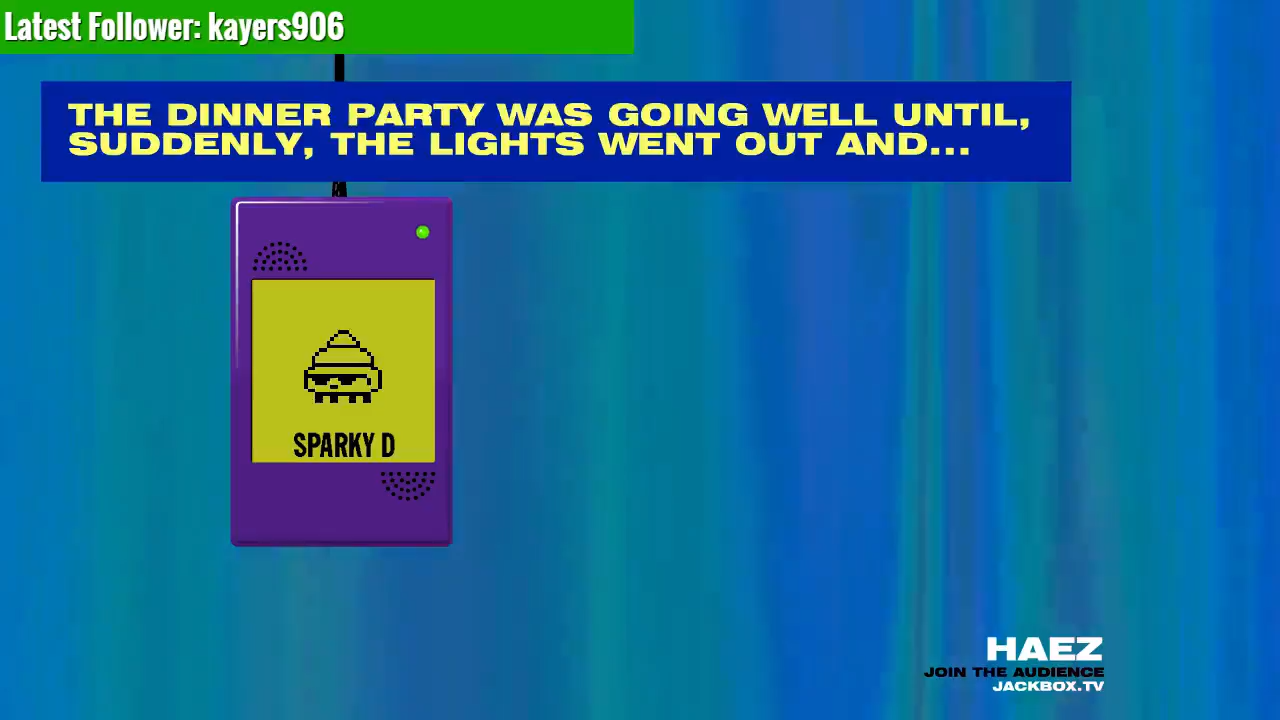 Latest Follower: kayers906
THE DINNER PARTY WAS GOING WELL UNTIL,
SUDDENLY, THE LIGHTS WENT OUT AND...
SPARKY D
HAEZ
JOIN THE AUDIENCE
JACKBOX.TV